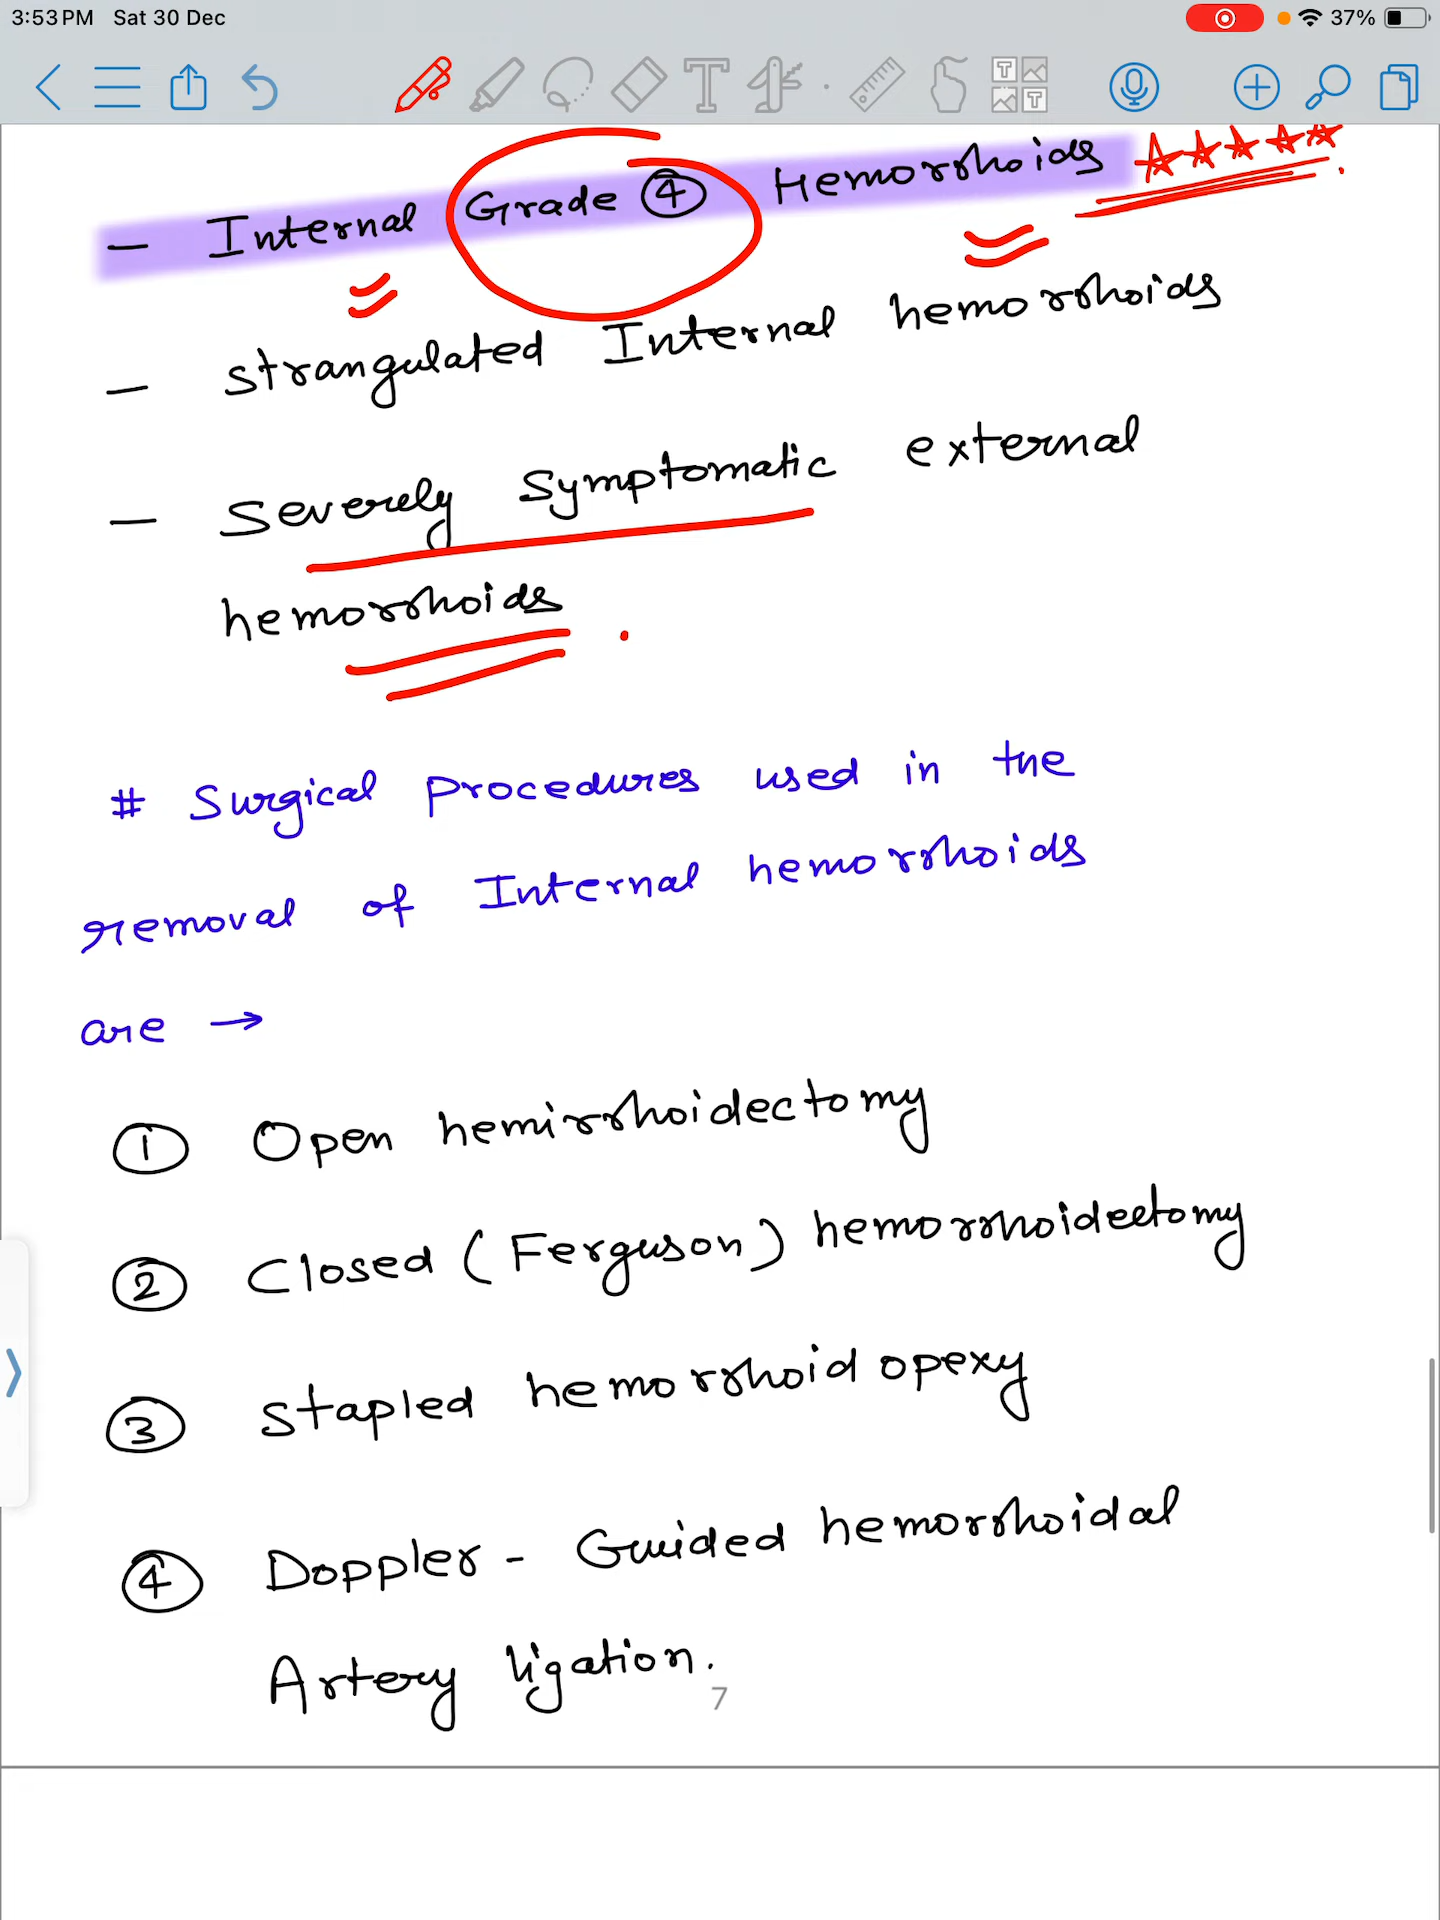 3:53 PM Sat 30 Dec 37%
- Internal Grade ④ Hemorrhoids
- strangulated Internal hemorrhoids
- Severely Symptomatic external
hemorrhoids.
# Surgical procedures used in the
removal of Internal hemorrhoids
are →
① Open hemirrhoidectomy
② Closed (Ferguson) hemorrhoidectomy
③ Stapled hemorrhoidopexy
④ Doppler - Guided hemorrhoidal
Artery ligation.
7